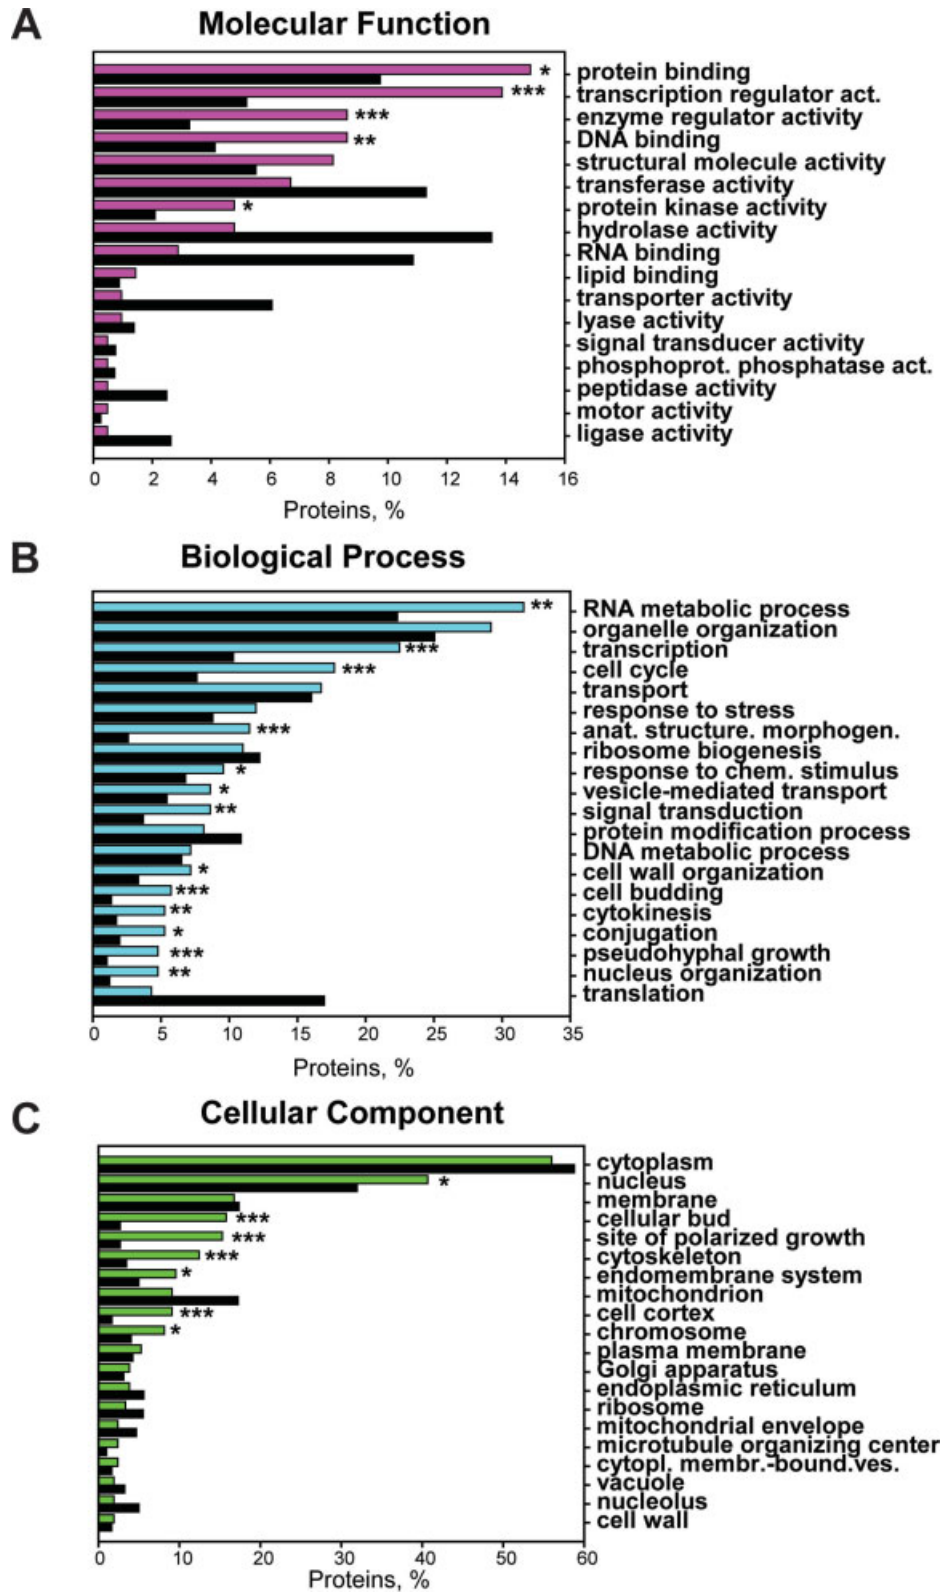 A
Molecular Function
* protein binding
*** transcription regulator act.
*** enzyme regulator activity
** DNA binding
structural molecule activity
transferase activity
* protein kinase activity
hydrolase activity
RNA binding
lipid binding
transporter activity
lyase activity
signal transducer activity
phosphoprot. phosphatase act.
peptidase activity
motor activity
ligase activity
0 2 4 6 8 10 12 14 16
Proteins, %
B
Biological Process
** RNA metabolic process
organelle organization
*** transcription
*** cell cycle
transport
response to stress
*** anat. structure. morphogen.
ribosome biogenesis
* response to chem. stimulus
* vesicle-mediated transport
** signal transduction
protein modification process
DNA metabolic process
* cell wall organization
*** cell budding
** cytokinesis
* conjugation
*** pseudohyphal growth
** nucleus organization
translation
0 5 10 15 20 25 30 35
Proteins, %
C
Cellular Component
cytoplasm
* nucleus
membrane
*** cellular bud
*** site of polarized growth
*** cytoskeleton
* endomembrane system
mitochondrion
*** cell cortex
* chromosome
plasma membrane
Golgi apparatus
endoplasmic reticulum
ribosome
mitochondrial envelope
microtubule organizing center
cytopl. membr.-bound.ves.
vacuole
nucleolus
cell wall
0 10 20 30 40 50 60
Proteins, %